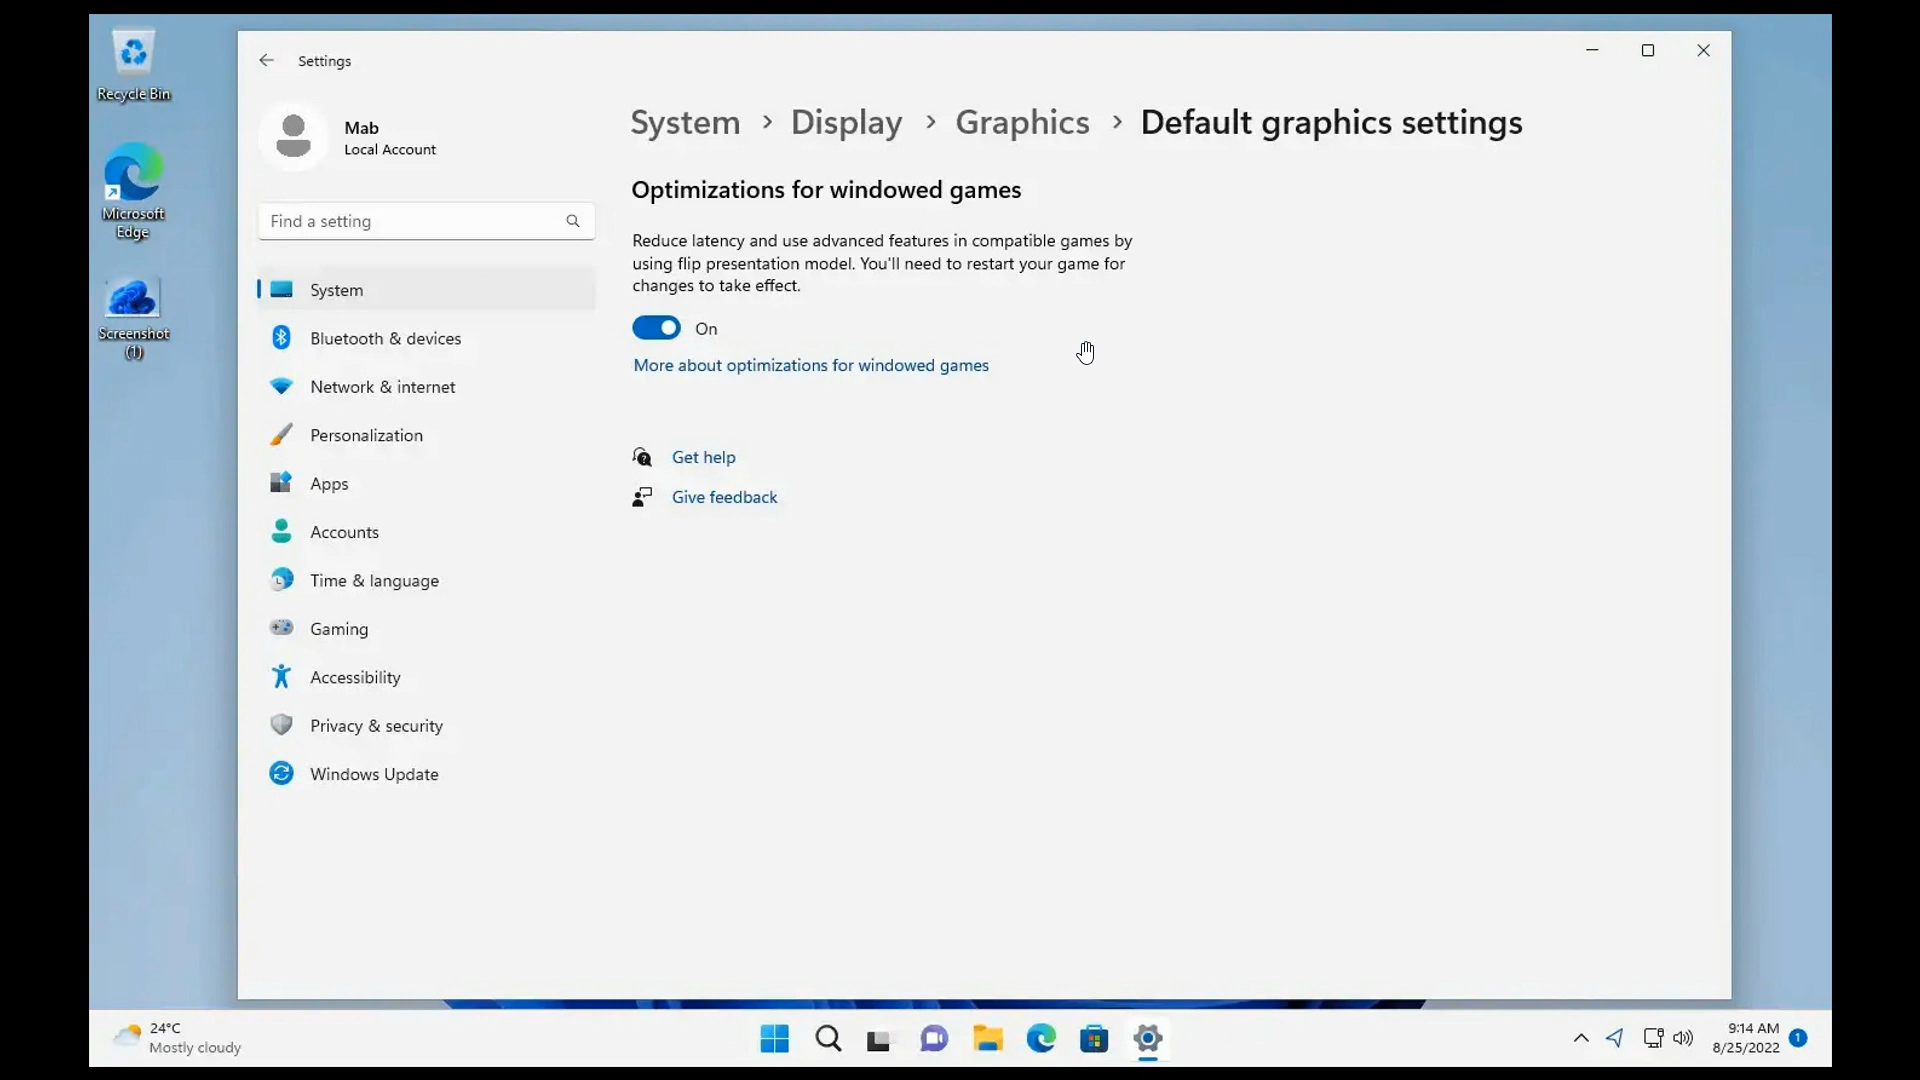 Recycle Bin
Microsoft
Edge
Screenshot
(1)
Settings
Mab
Local Account
Find a setting
System
Bluetooth & devices
Network & internet
Personalization
Apps
Accounts
Time & language
Gaming
Accessibility
Privacy & security
Windows Update
System › Display › Graphics › Default graphics settings
Optimizations for windowed games
Reduce latency and use advanced features in compatible games by
using flip presentation model. You'll need to restart your game for
changes to take effect.
On
More about optimizations for windowed games
Get help
Give feedback
24°C
Mostly cloudy
9:14 AM
8/25/2022
1